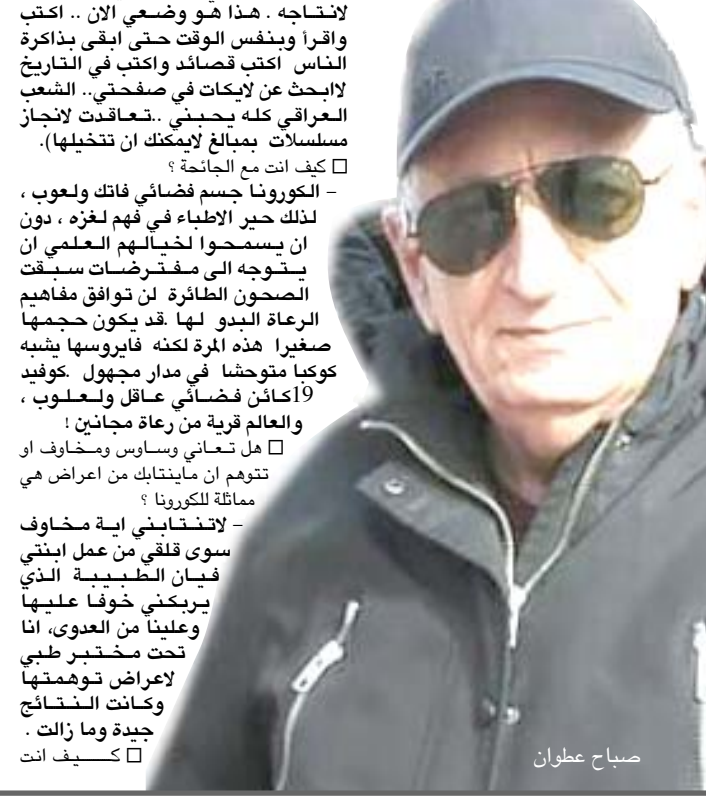 لانتاجه . هذا هو وضعي الان .. اكتب
واقرأ وبنفس الوقت حتى ابقى بذاكرة
الناس اكتب قصائد واكتب في التاريخ
لاابحث عن لايكات في صفحتي.. الشعب
العراقي كله يحبني ..تعاقدت لانجاز
مسلسلات بمبالغ لايمكنك ان تتخيلها).
□ كيف انت مع الجائحة ؟
– الكورونا جسم فضائي فاتك ولعوب ،
لذلك حير الاطباء في فهم لغزه ، دون
ان يسمحوا لخيالهم العلمي ان
يتوجه الى مفترضات سبقت
الصحون الطائرة لن توافق مفاهيم
الرعاة البدو لها .قد يكون حجمها
صغيرا هذه المرة لكنه فايروسها يشبه
كوكبا متوحشا في مدار مجهول .كوفيد
19كائن فضائي عاقل ولعلوب ،
والعالم قرية من رعاة مجانين !
□ هل تعاني وساوس ومخاوف او
تتوهم ان ماينتابك من اعراض هي
مماثلة للكورونا ؟
– لاتنتابني اية مخاوف
سوى قلقي من عمل ابنتي
فيان الطبيبة الذي
يربكني خوفا عليها
وعلينا من العدوى، انا
تحت مختبر طبي
لاعراض توهمتها
وكانت النتائج
جيدة وما زالت .
□ كيف انت
صباح عطوان